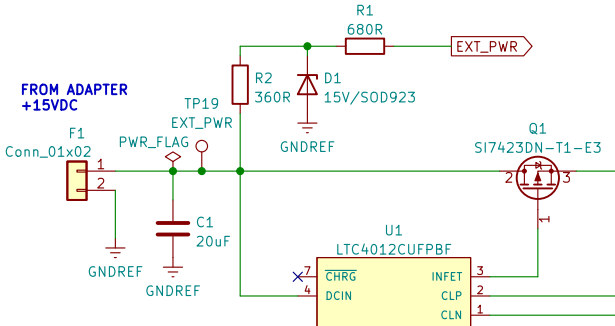 R1
680R
EXT_PWR
R2
360R
D1
15V/SOD923
GNDREF
FROM ADAPTER
+15VDC
TP19
EXT_PWR
F1
Conn_01x02
PWR_FLAG
1
2
Q1
SI7423DN-T1-E3
2
3
1
C1
20uF
GNDREF
GNDREF
U1
LTC4012CUFPBF
7
CHRG
INFET
3
4
DCIN
CLP
2
CLN
1